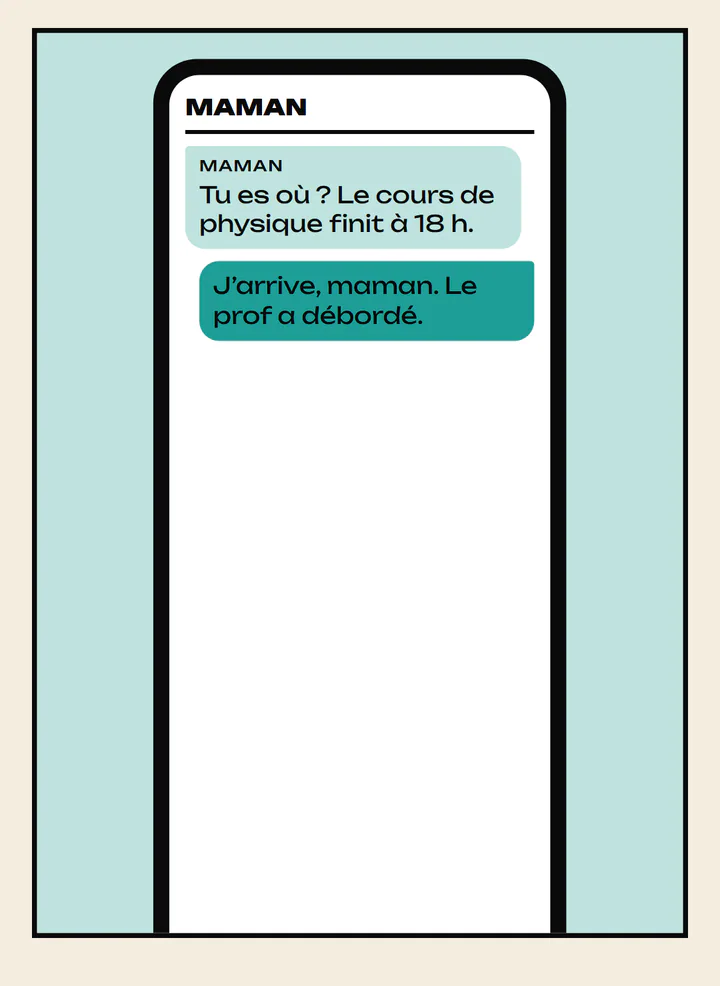 MAMAN
MAMAN
Tu es où ? Le cours de
physique finit à 18 h.
J’arrive, maman. Le
prof a débordé.